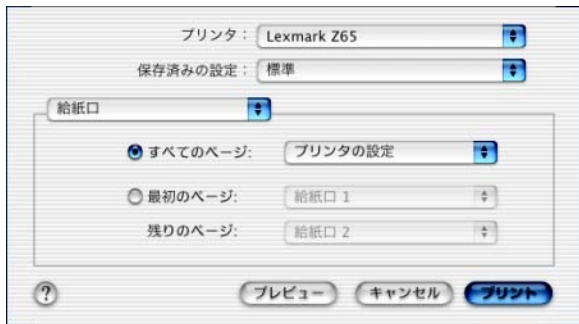 プリンタ： Lexmark Z65
保存済みの設定： 標準
給紙口
すべてのページ: プリンタの設定
最初のページ: 給紙口 1
残りのページ: 給紙口 2
? プレビュー キャンセル プリント